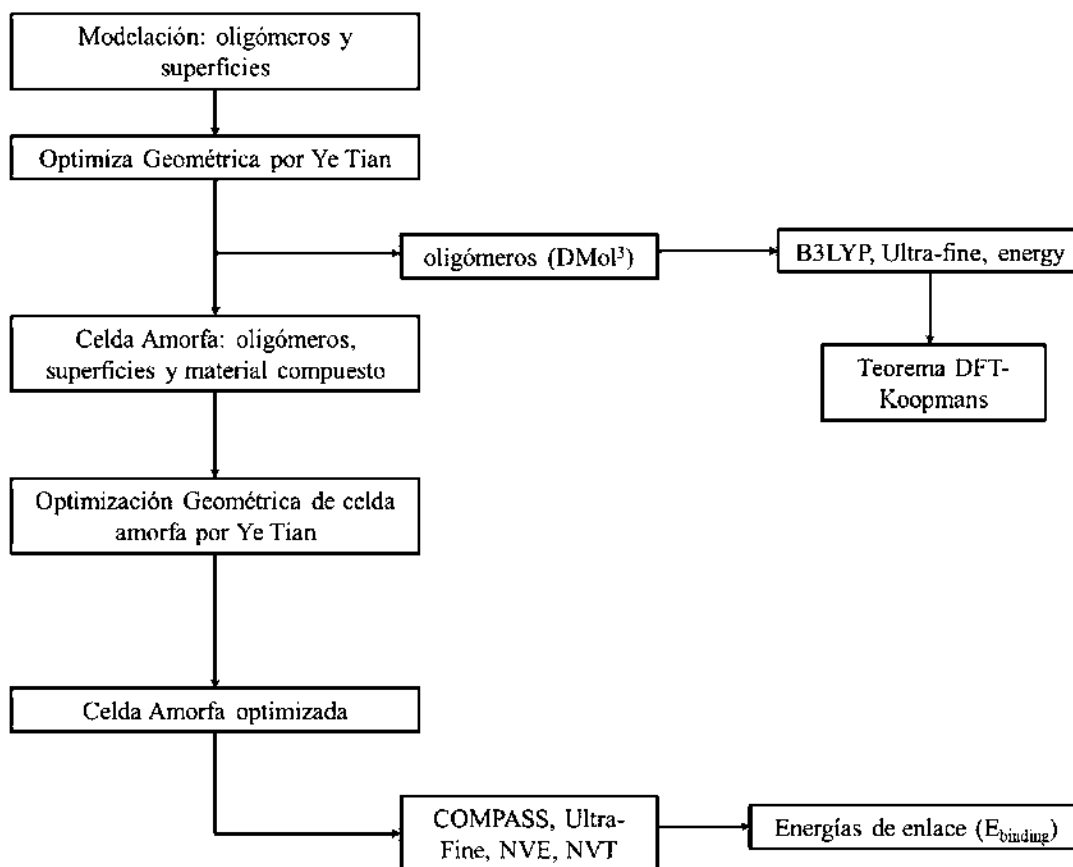 Modelación: oligómeros y
superficies
Optimiza Geométrica por Ye Tian
oligómeros (DMol³)
B3LYP, Ultra-fine, energy
Teorema DFT-
Koopmans
Celda Amorfa: oligómeros,
superficies y material compuesto
Optimización Geométrica de celda
amorfa por Ye Tian
Celda Amorfa optimizada
COMPASS, Ultra-
Fine, NVE, NVT
Energías de enlace (E_binding)